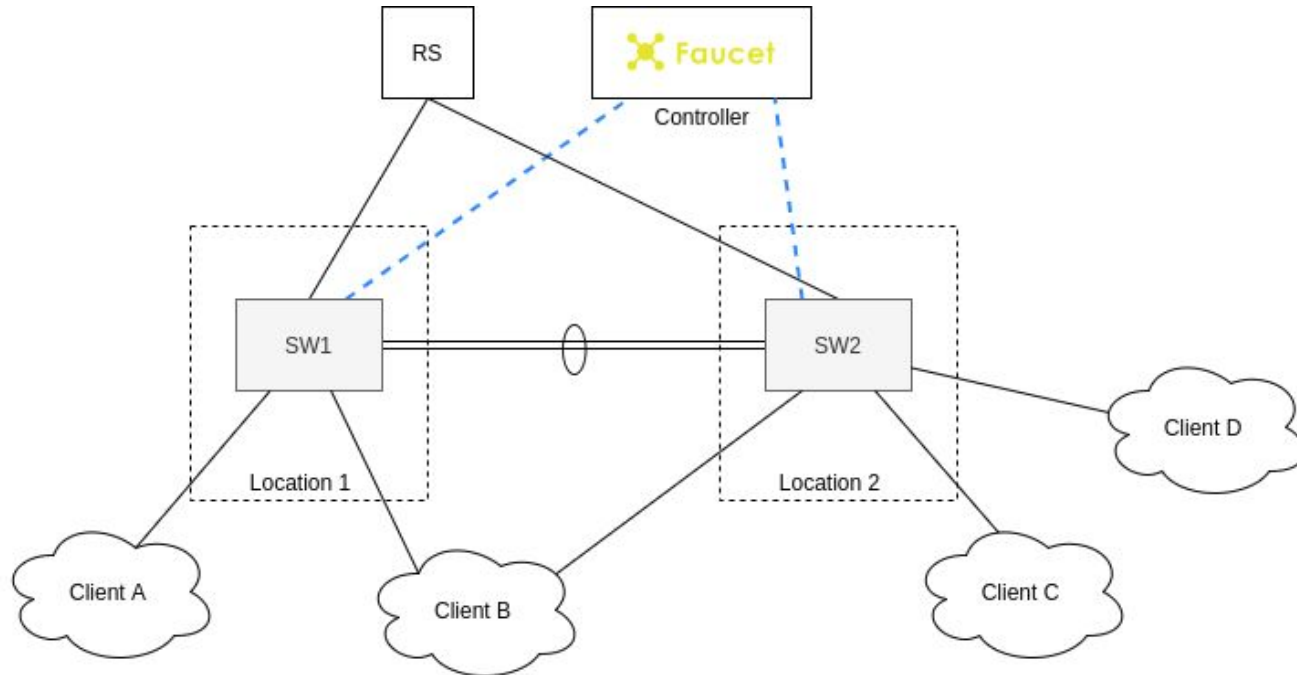 RS
Faucet
Controller
SW1
SW2
Client D
Location 1
Location 2
Client A
Client B
Client C